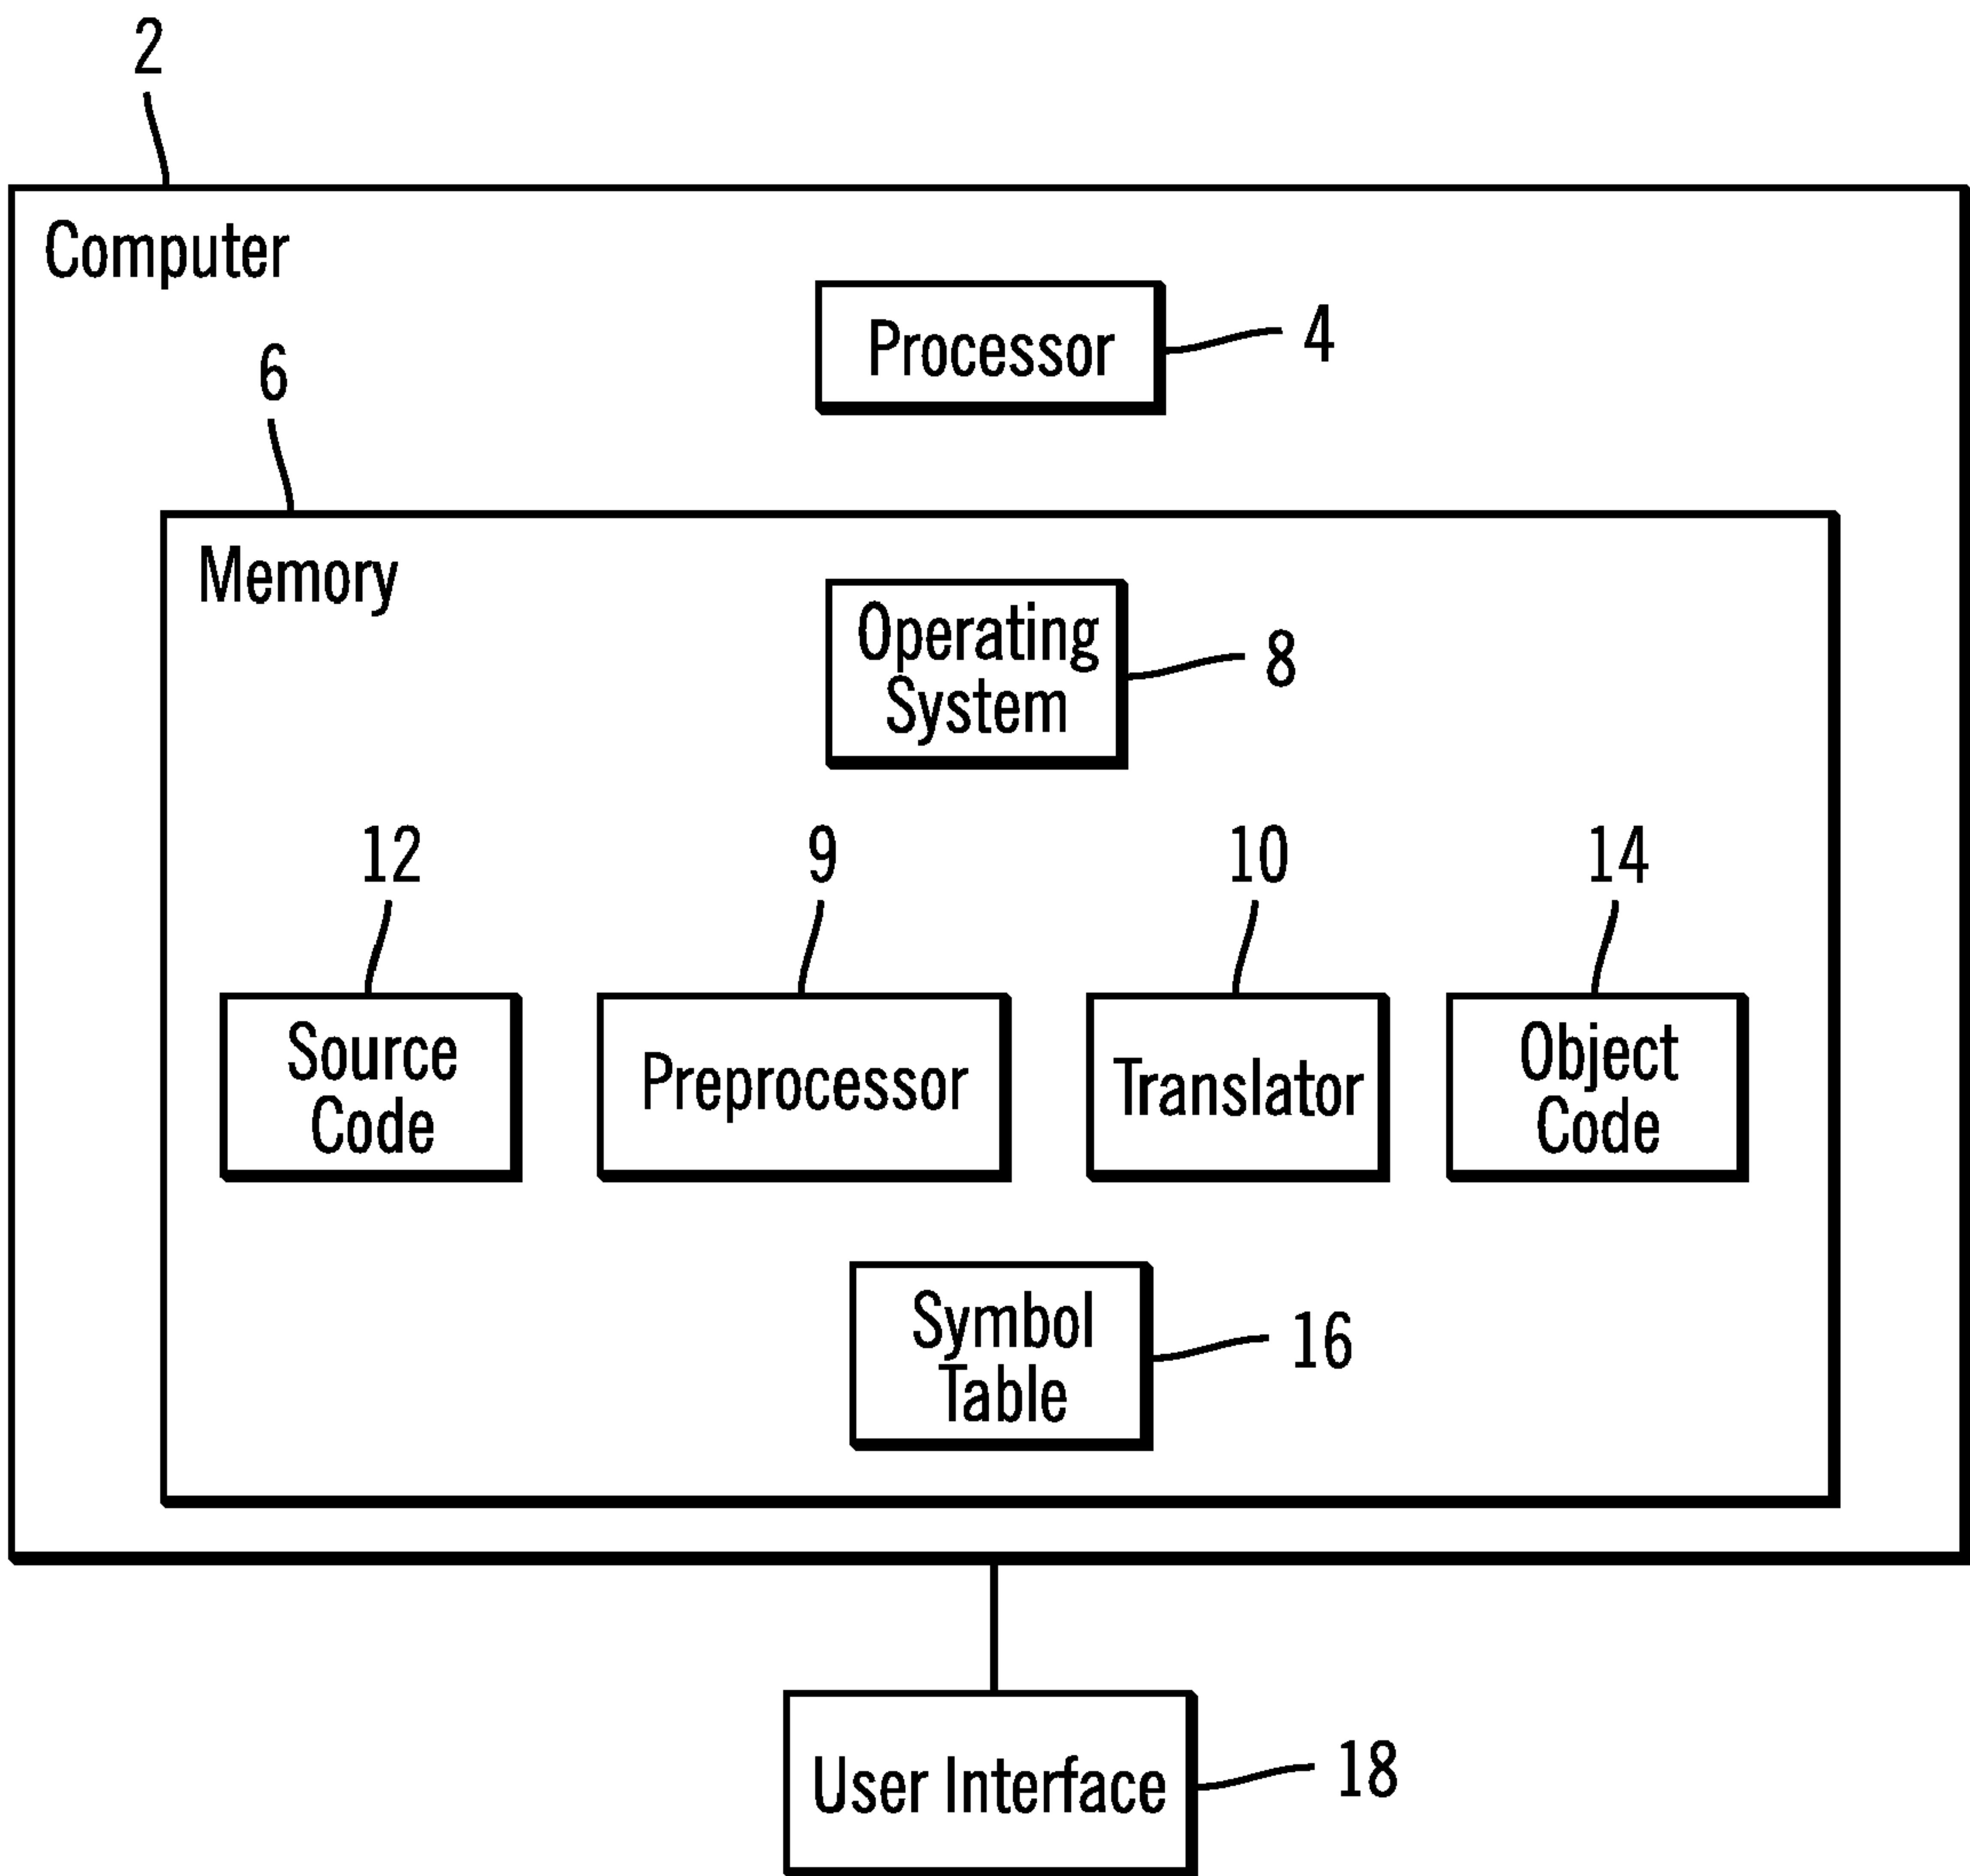 2
Computer
Processor
4
6
Memory
Operating
System
8
12
9
10
14
Source
Code
Preprocessor
Translator
Object
Code
Symbol
Table
16
User Interface
18